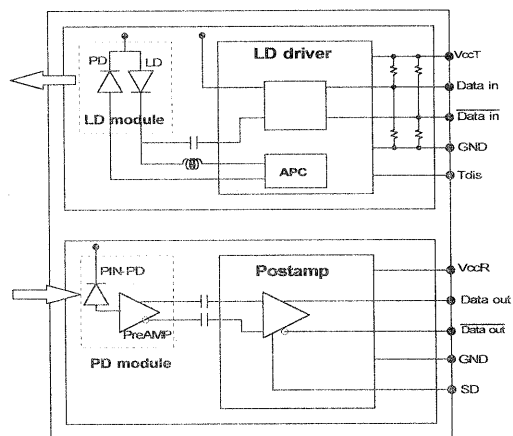 LD driver
PD
LD
LD module
APC
VccT
Data in
Data in
GND
Tdis
PIN-PD
PreAMP
PD module
Postamp
VccR
Data out
Data out
GND
SD